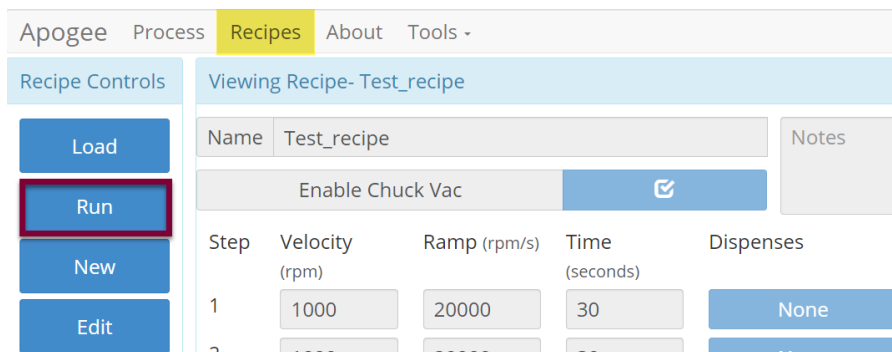 Apogee Process Recipes About Tools
Recipe Controls
Viewing Recipe- Test_recipe
Load
Run
New
Edit
Name Test_recipe
Notes
Enable Chuck Vac
Step Velocity (rpm) Ramp (rpm/s) Time (seconds) Dispenses
1 1000 20000 30 None